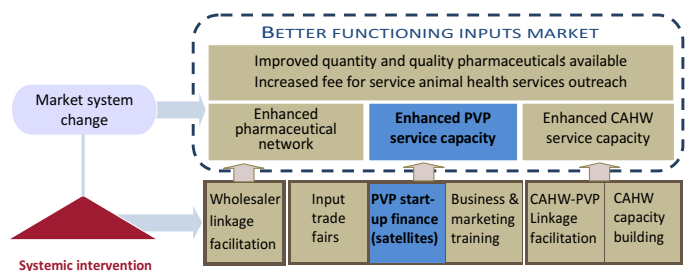 BETTER FUNCTIONING INPUTS MARKET
Improved quantity and quality pharmaceuticals available
Increased fee for service animal health services outreach
Market system
change
Enhanced
pharmaceutical
network
Enhanced PVP
service capacity
Enhanced CAHW
service capacity
Wholesaler
linkage
facilitation
Input
trade
fairs
PVP start-
up finance
(satellites)
Business &
marketing
training
CAHW-PVP
Linkage
facilitation
CAHW
capacity
building
Systemic intervention